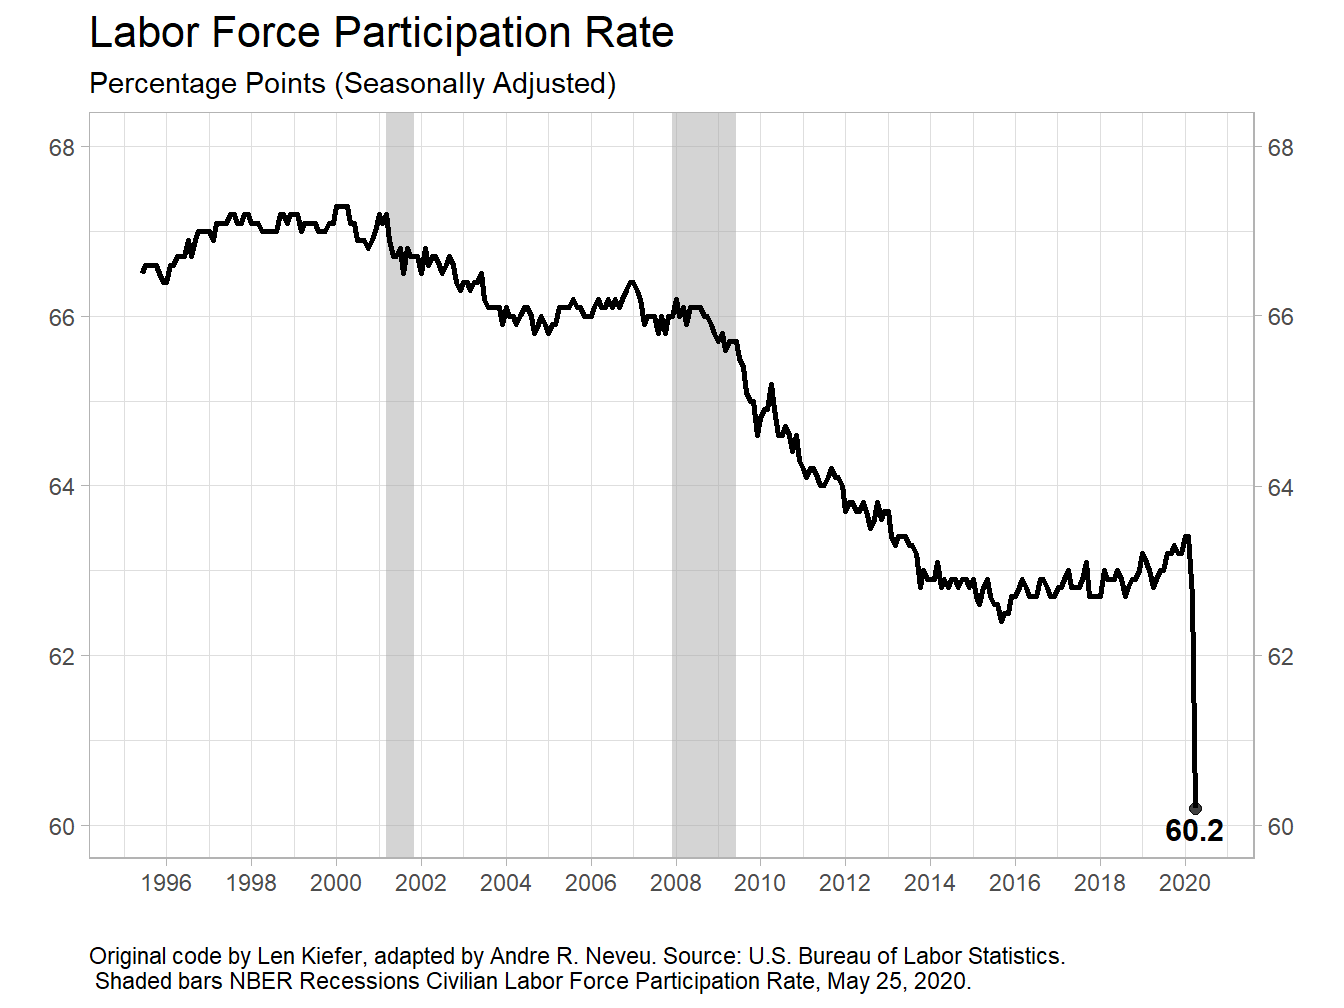 Labor Force Participation Rate
Percentage Points (Seasonally Adjusted)
68 68
66 66
64 64
62 62
60 60
60.2
1996 1998 2000 2002 2004 2006 2008 2010 2012 2014 2016 2018 2020
Original code by Len Kiefer, adapted by Andre R. Neveu. Source: U.S. Bureau of Labor Statistics.
Shaded bars NBER Recessions Civilian Labor Force Participation Rate, May 25, 2020.